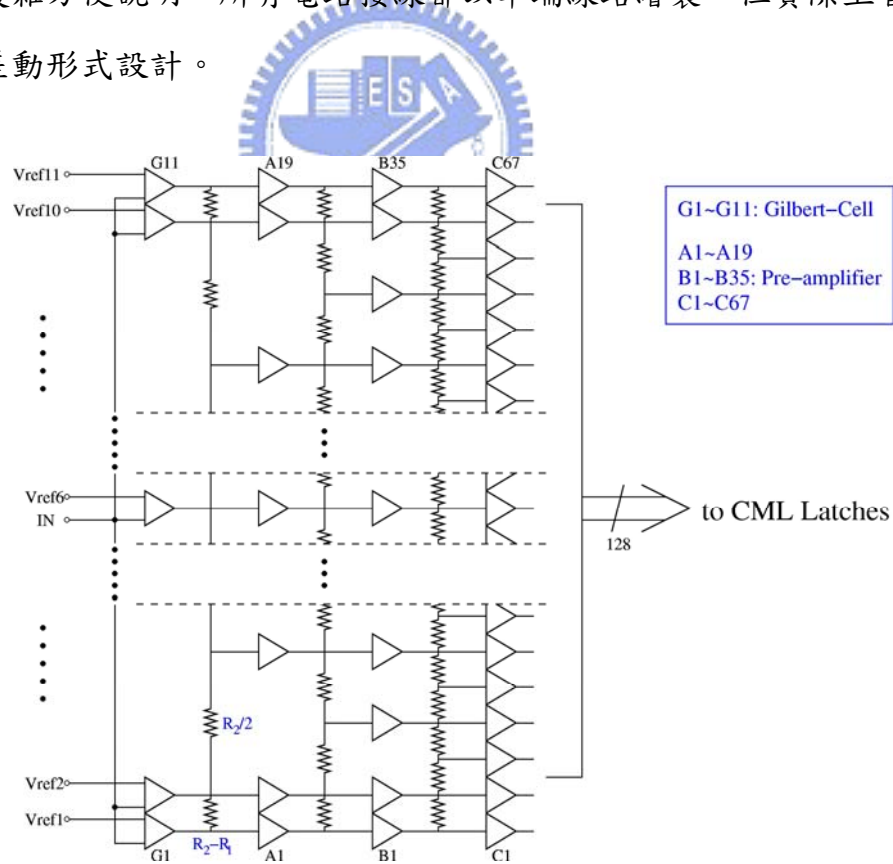 動形式設計。
G11
A19
B35
C67
Vref11
Vref10
E S A
G1~G11: Gilbert-Cell
A1~A19
B1~B35: Pre-amplifier
C1~C67
Vref6
IN
to CML Latches
128
R2/2
Vref2
Vref1
R2-R1
G1
A1
B1
C1